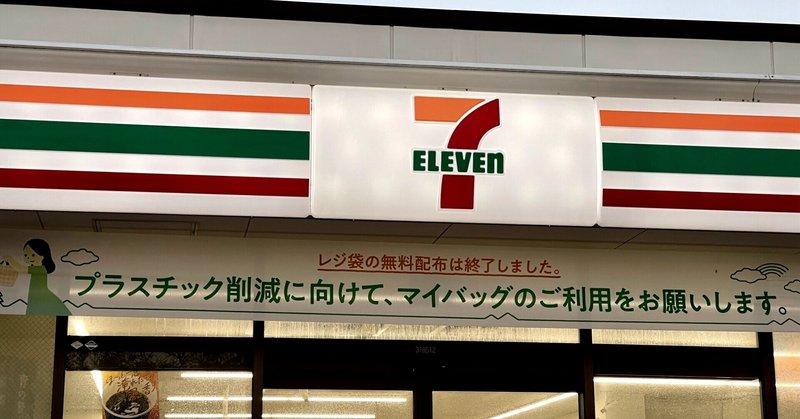 7
ELEVEn
レジ袋の無料配布は終了しました。
プラスチック削減に向けて、マイバッグのご利用をお願いします。